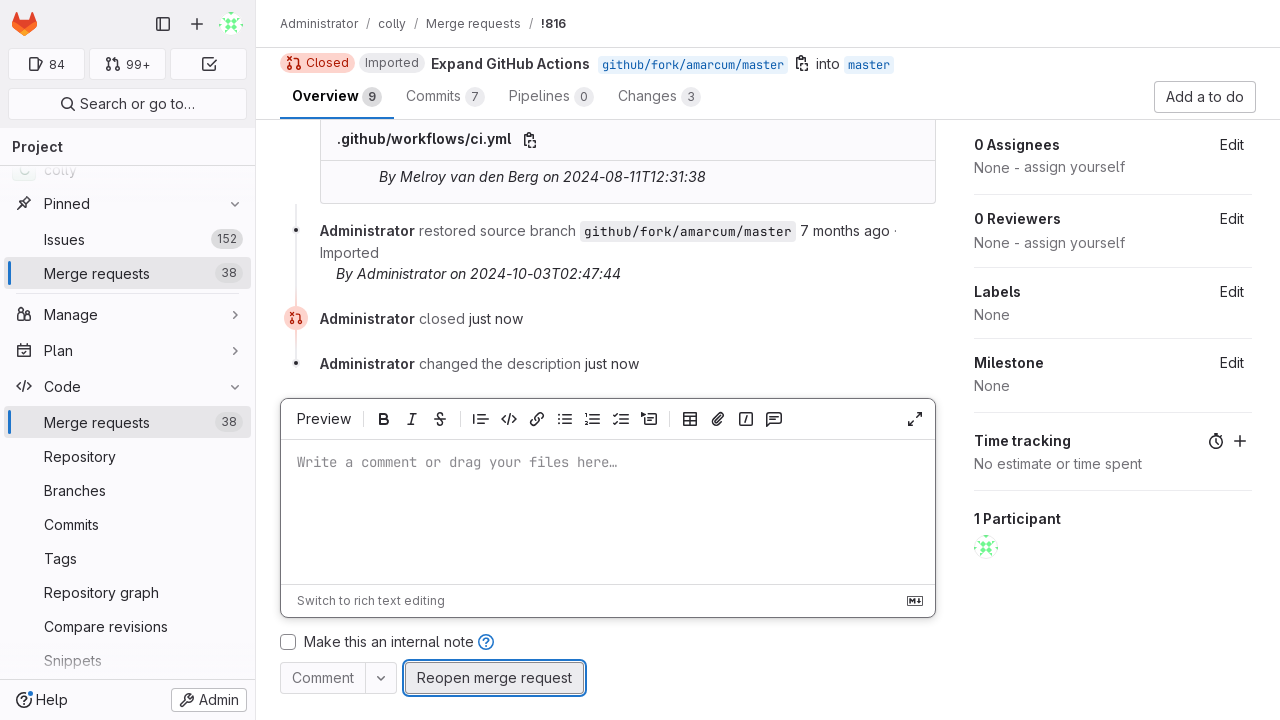 Administrator / colly / Merge requests / !816
84
99+
Closed Imported Expand GitHub Actions github/fork/amarcum/master into master
Search or go to…
Overview 9 Commits 7 Pipelines 0 Changes 3
Add a to do
Project
colly
Pinned
Issues 152
Merge requests 38
Manage
Plan
Code
Merge requests 38
Repository
Branches
Commits
Tags
Repository graph
Compare revisions
Snippets
Help
Admin
.github/workflows/ci.yml
By Melroy van den Berg on 2024-08-11T12:31:38
Administrator restored source branch github/fork/amarcum/master 7 months ago ·
Imported
By Administrator on 2024-10-03T02:47:44
Administrator closed just now
Administrator changed the description just now
Preview
Write a comment or drag your files here…
Switch to rich text editing
Make this an internal note
Comment
Reopen merge request
0 Assignees Edit
None - assign yourself
0 Reviewers Edit
None - assign yourself
Labels Edit
None
Milestone Edit
None
Time tracking
No estimate or time spent
1 Participant